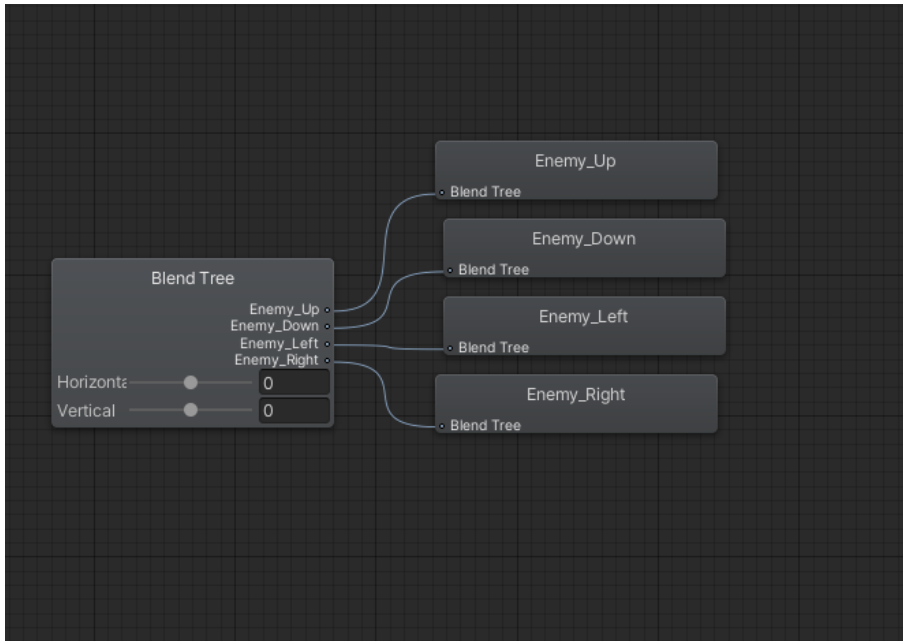 Blend Tree
Enemy_Up
Enemy_Down
Enemy_Left
Enemy_Right
Horizonta
0
Vertical
0
Enemy_Up
Blend Tree
Enemy_Down
Blend Tree
Enemy_Left
Blend Tree
Enemy_Right
Blend Tree